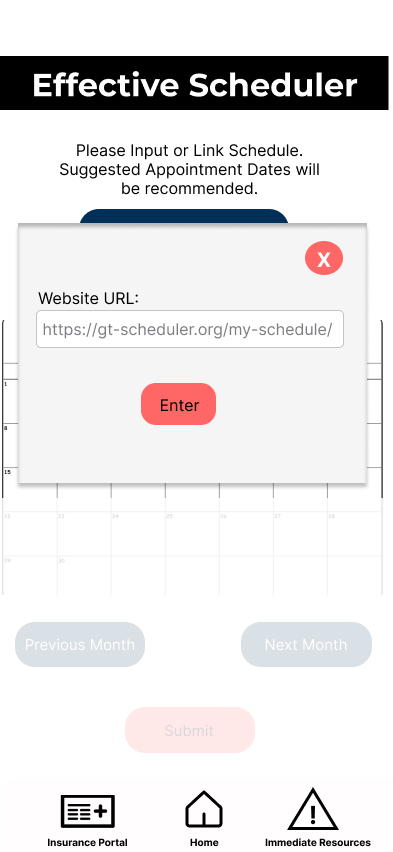 Effective Scheduler
Please Input or Link Schedule.
Suggested Appointment Dates will
be recommended.
X
Website URL:
https://gt-scheduler.org/my-schedule/
Enter
1
8
15
22 23 24 25 26 27 28
29 30
Previous Month Next Month
Submit
Insurance Portal Home Immediate Resources